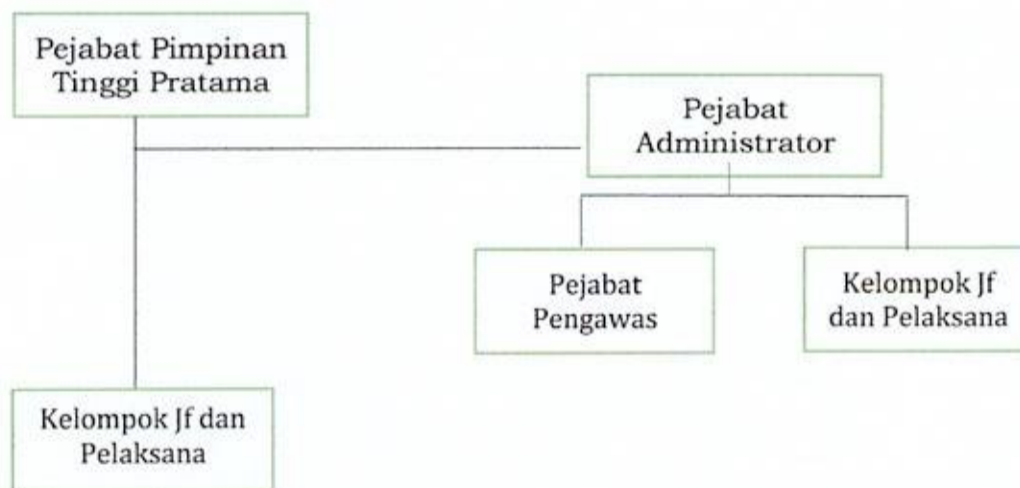 Pejabat Pimpinan
Tinggi Pratama
Pejabat
Administrator
Pejabat
Pengawas
Kelompok Jf
dan Pelaksana
Kelompok Jf dan
Pelaksana